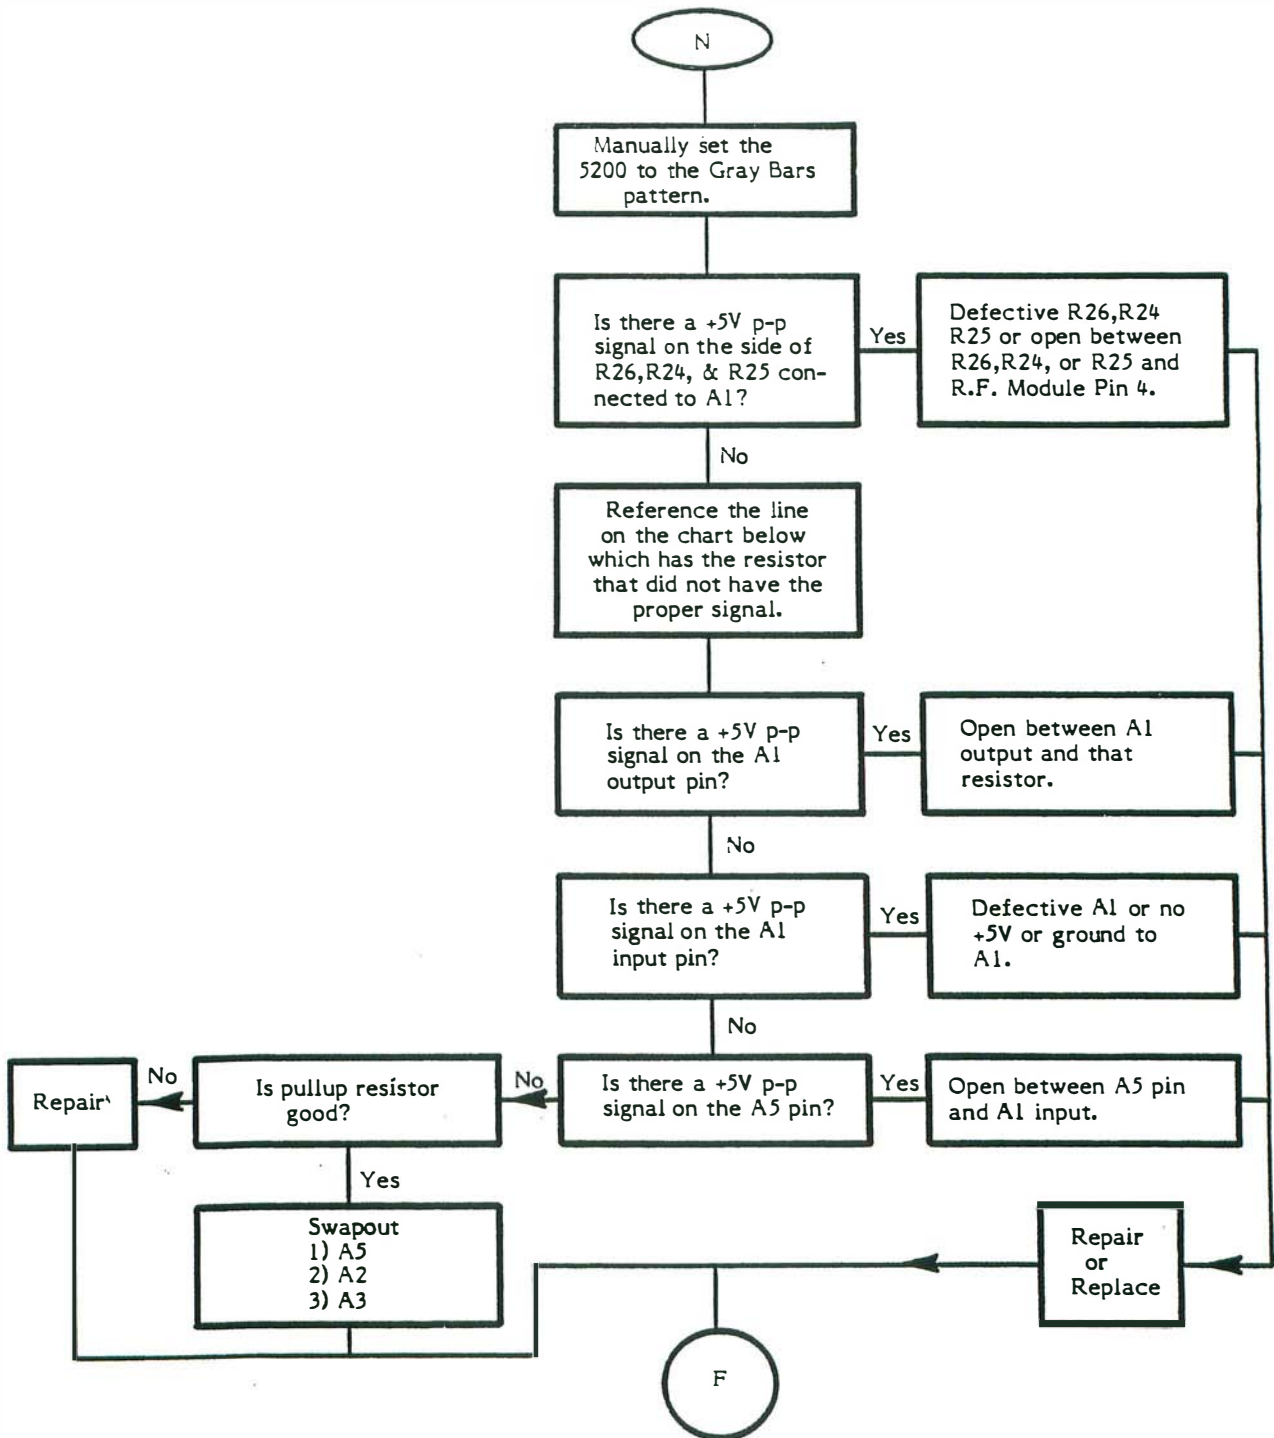 N
Manually set the
5200 to the Gray Bars
pattern.
Is there a +5V p-p
signal on the side of
R26,R24, & R25 con-
nected to A1?
Yes
Defective R26,R24
R25 or open between
R26,R24, or R25 and
R.F. Module Pin 4.
No
Reference the line
on the chart below
which has the resistor
that did not have the
proper signal.
Is there a +5V p-p
signal on the A1
output pin?
Yes
Open between A1
output and that
resistor.
No
Is there a +5V p-p
signal on the A1
input pin?
Yes
Defective A1 or no
+5V or ground to
A1.
No
Is there a +5V p-p
signal on the A5 pin?
Yes
Open between A5 pin
and A1 input.
No
Is pullup resistor
good?
No
Repair
Yes
Swapout
1) A5
2) A2
3) A3
Repair
or
Replace
F